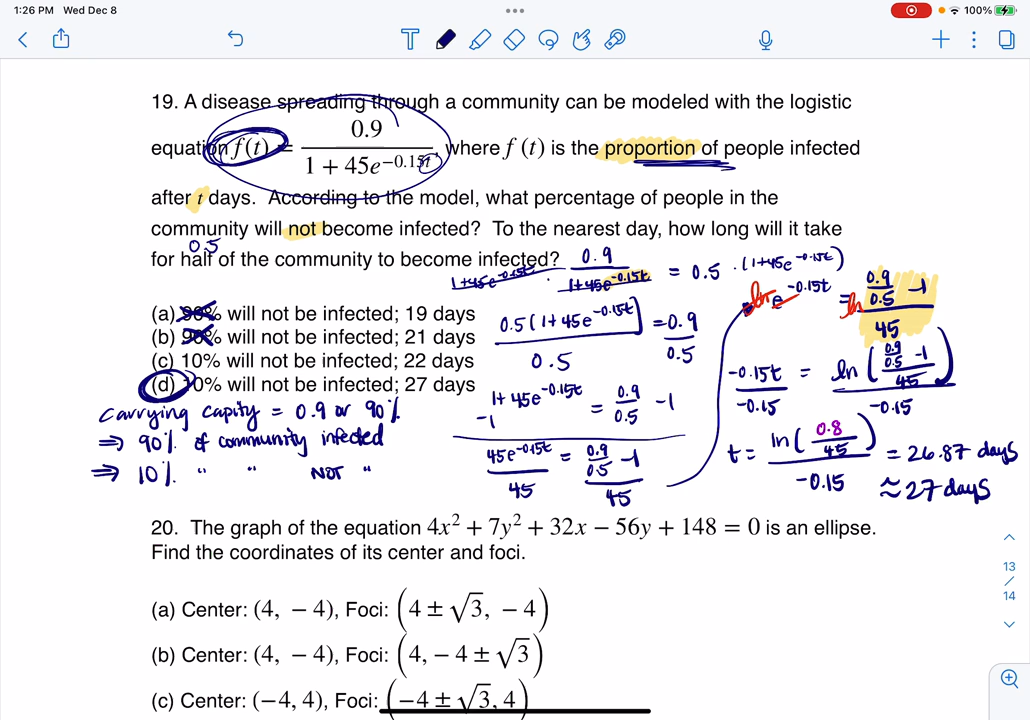 1:26 PM Wed Dec 8
100%
19. A disease spreading through a community can be modeled with the logistic
equation f(t) = 0.9 / (1 + 45e^(−0.15t)), where f (t) is the proportion of people infected
after t days. According to the model, what percentage of people in the
community will not become infected? To the nearest day, how long will it take
0.5
for half of the community to become infected?
0.9 / (1+45e^(-0.15t)) = 0.5 · (1+45e^(-0.15t))
1+45e^(-0.15t)
ln e^(-0.15t) = ln (0.9/0.5 - 1) / 45
(a) 90% will not be infected; 19 days
(b) 90% will not be infected; 21 days
(c) 10% will not be infected; 22 days
(d) 10% will not be infected; 27 days
0.5(1+45e^(-0.15t)) / 0.5 = 0.9 / 0.5
1+45e^(-0.15t) - 1 = 0.9/0.5 - 1
45e^(-0.15t) / 45 = (0.9/0.5 - 1) / 45
-0.15t / -0.15 = ln((0.9/0.5 - 1) / 45) / -0.15
t = ln(0.8/45) / -0.15 = 26.87 days
≈ 27 days
Carrying capity = 0.9 or 90%
⇒ 90% of community infected
⇒ 10% " " NOT "
20. The graph of the equation 4x² + 7y² + 32x − 56y + 148 = 0 is an ellipse.
Find the coordinates of its center and foci.
(a) Center: (4, − 4), Foci: (4 ± √3, − 4)
(b) Center: (4, − 4), Foci: (4, − 4 ± √3)
(c) Center: (−4, 4), Foci: (−4 ± √3, 4)
13
/
14